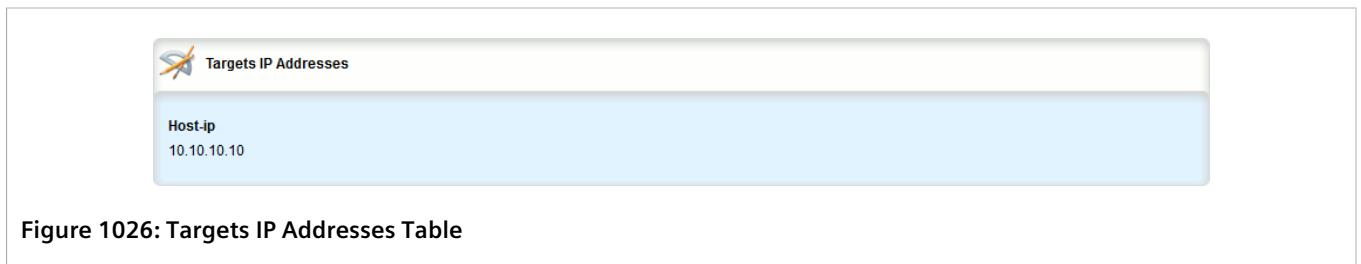 Targets IP Addresses
Host-ip
10.10.10.10
Figure 1026: Targets IP Addresses Table